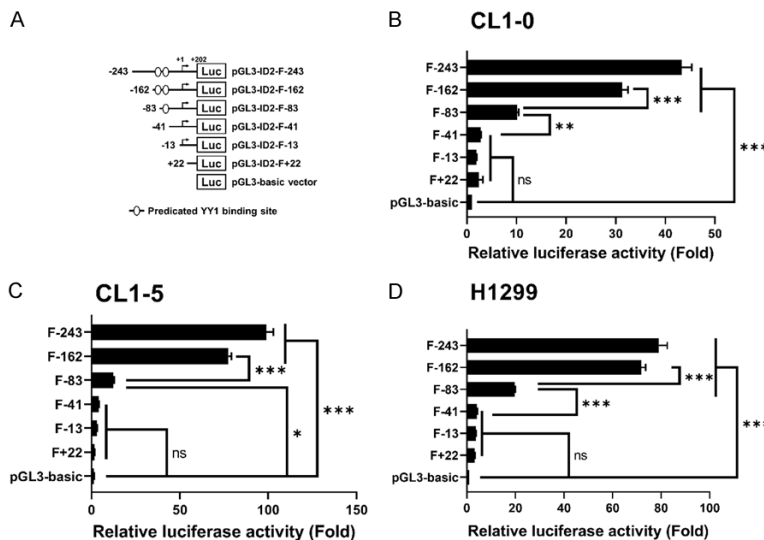 A
+1 +202
-243 Luc pGL3-ID2-F-243
-162 Luc pGL3-ID2-F-162
-83 Luc pGL3-ID2-F-83
-41 Luc pGL3-ID2-F-41
-13 Luc pGL3-ID2-F-13
+22 Luc pGL3-ID2-F+22
Luc pGL3-basic vector
Predicated YY1 binding site
B CL1-0
F-243
F-162
F-83
F-41
F-13
F+22
pGL3-basic
***
**
ns
***
0 10 20 30 40 50
Relative luciferase activity (Fold)
C CL1-5
F-243
F-162
F-83
F-41
F-13
F+22
pGL3-basic
***
***
*
ns
0 50 100 150
Relative luciferase activity (Fold)
D H1299
F-243
F-162
F-83
F-41
F-13
F+22
pGL3-basic
***
***
***
ns
0 20 40 60 80 100
Relative luciferase activity (Fold)